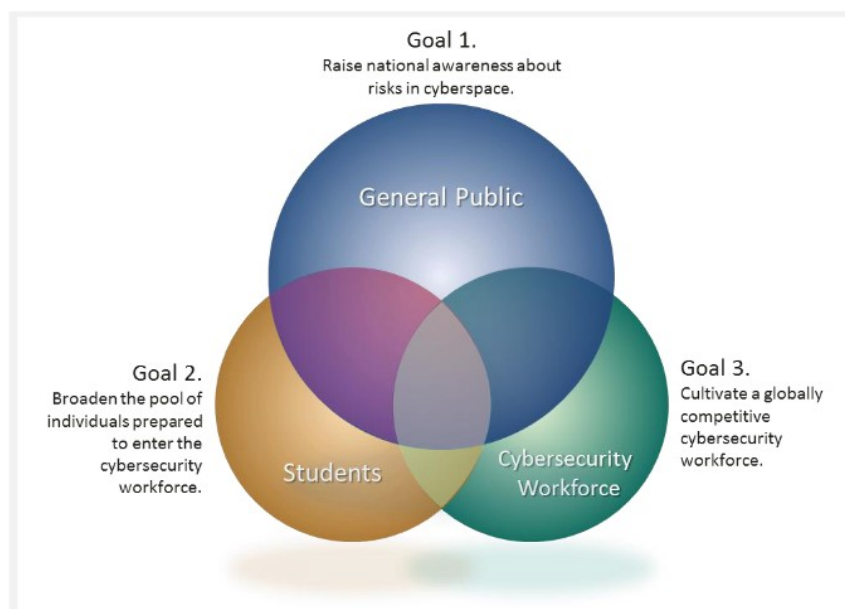 Goal 1.
Raise national awareness about
risks in cyberspace.
General Public
Goal 2.
Broaden the pool of
individuals prepared
to enter the
cybersecurity
workforce.
Students
Goal 3.
Cultivate a globally
competitive
cybersecurity
workforce.
Cybersecurity
Workforce